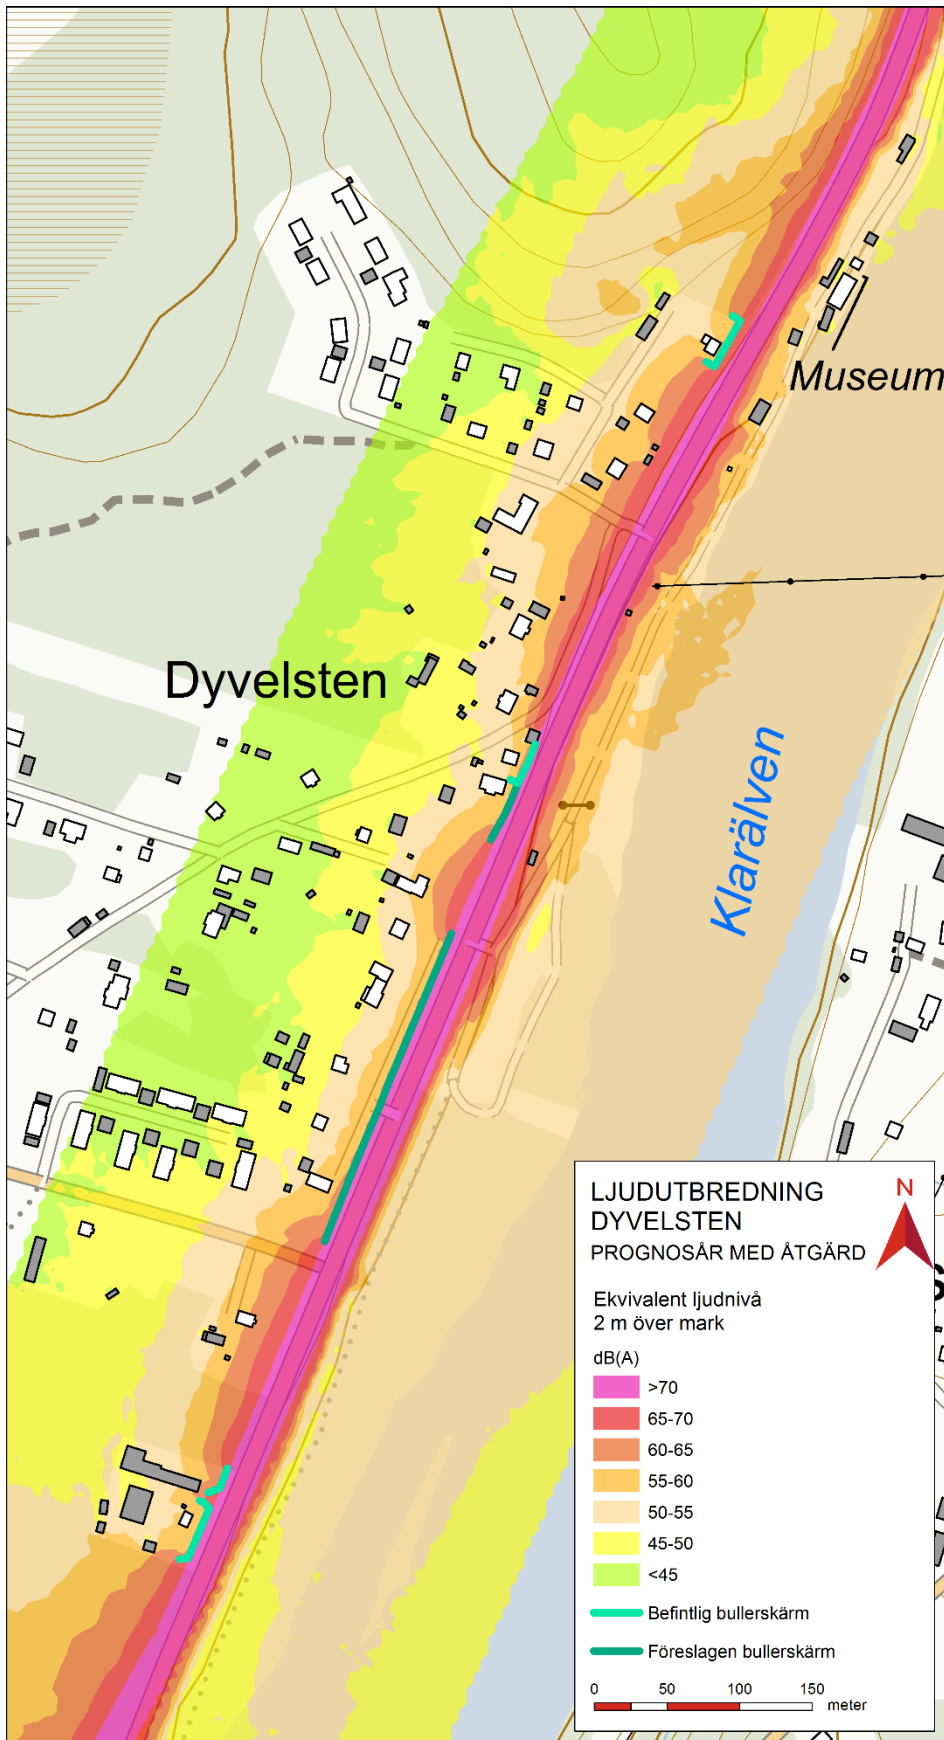 Museum
Dyvelsten
Klarälven
LJUDUTBREDNING
DYVELSTEN
PROGNOSÅR MED ÅTGÄRD
N
Ekvivalent ljudnivå
2 m över mark
dB(A)
>70
65-70
60-65
55-60
50-55
45-50
<45
Befintlig bullerskärm
Föreslagen bullerskärm
0 50 100 150
meter